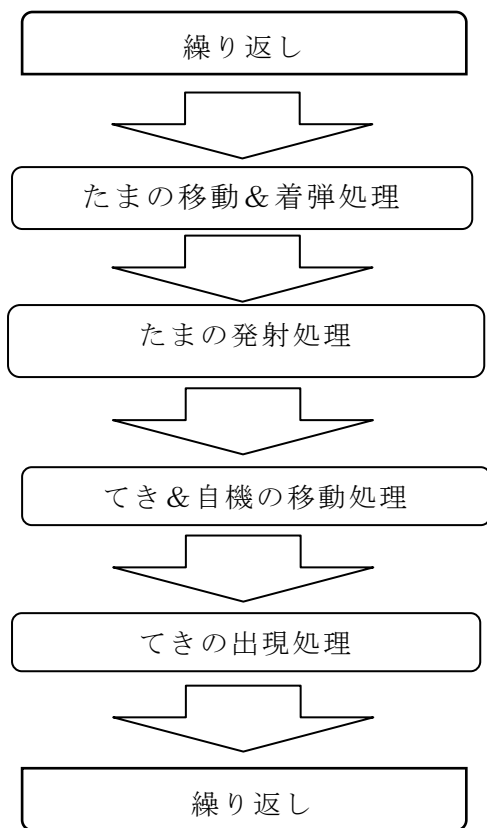 繰り返し
たまの移動＆着弾処理
たまの発射処理
てき＆自機の移動処理
てきの出現処理
繰り返し